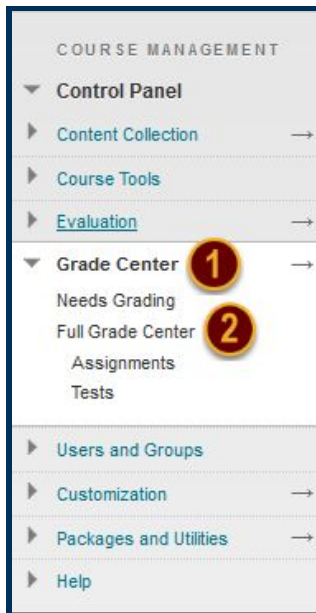 COURSE MANAGEMENT
Control Panel
Content Collection →
Course Tools
Evaluation →
Grade Center 1 →
Needs Grading
Full Grade Center 2
Assignments
Tests
Users and Groups
Customization →
Packages and Utilities →
Help